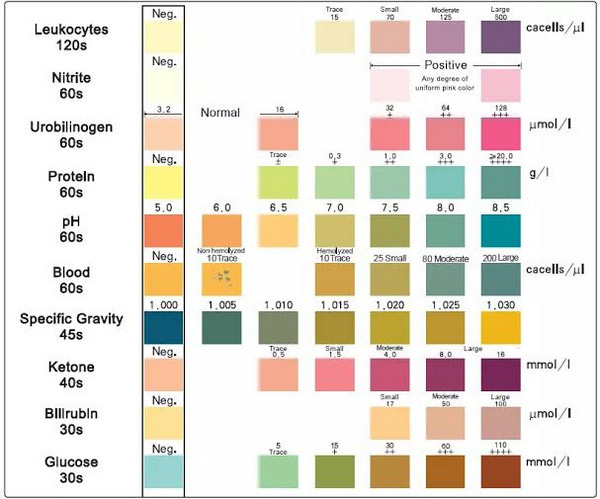 Leukocytes
120s
Neg.
Trace Small Moderate Large
15 70 125 500
cacells/μl
Nitrite
60s
Neg.
Positive
Any degree of
uniform pink color
Urobilinogen
60s
3,2 Normal 16 32 64 128
+ ++ +++
μmol/l
Protein
60s
Neg.
Trace 0,3 1,0 3,0 ≥20,0
± + ++ +++ ++++
g/l
pH
60s
5,0 6,0 6,5 7,0 7,5 8,0 8,5
Blood
60s
Neg.
Non hemolyzed Hemolyzed
10Trace 10 Trace 25 Small 80 Moderate 200 Large
cacells/μl
Specific Gravity
45s
1,000 1,005 1,010 1,015 1,020 1,025 1,030
Ketone
40s
Neg.
Trace Small Moderate Large
0,5 1,5 4,0 8,0 16
mmol/l
Bilirubin
30s
Neg.
Small Moderate Large
17 50 100
μmol/l
Glucose
30s
Neg.
5 15 30 60 110
Trace + ++ +++ ++++
mmol/l